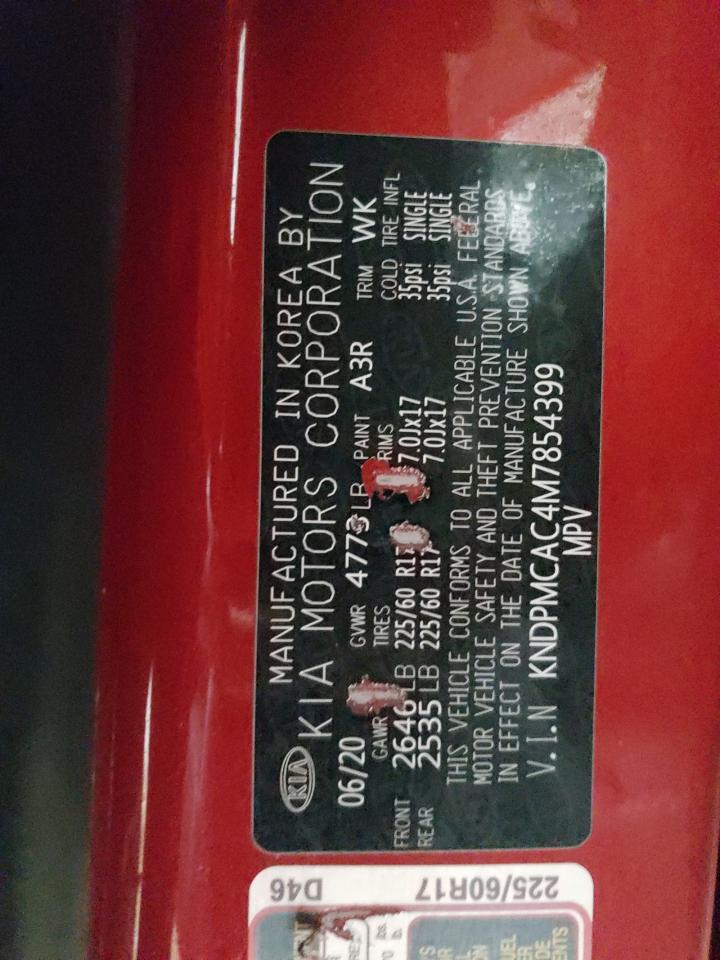 MANUFACTURED IN KOREA BY
KIA KIA MOTORS CORPORATION
06/20 GVWR 4773 LB PAINT A3R TRIM WK
GAWR TIRES RIMS COLD TIRE INFL
FRONT 2646 LB 225/60 R17 7.0Jx17 35psi SINGLE
REAR 2535 LB 225/60 R17 7.0Jx17 35psi SINGLE
THIS VEHICLE CONFORMS TO ALL APPLICABLE U.S.A. FEDERAL
MOTOR VEHICLE SAFETY AND THEFT PREVENTION STANDARDS
IN EFFECT ON THE DATE OF MANUFACTURE SHOWN ABOVE.
V.I.N KNDPMCAC4M7854399
MPV
D46
225/60R17